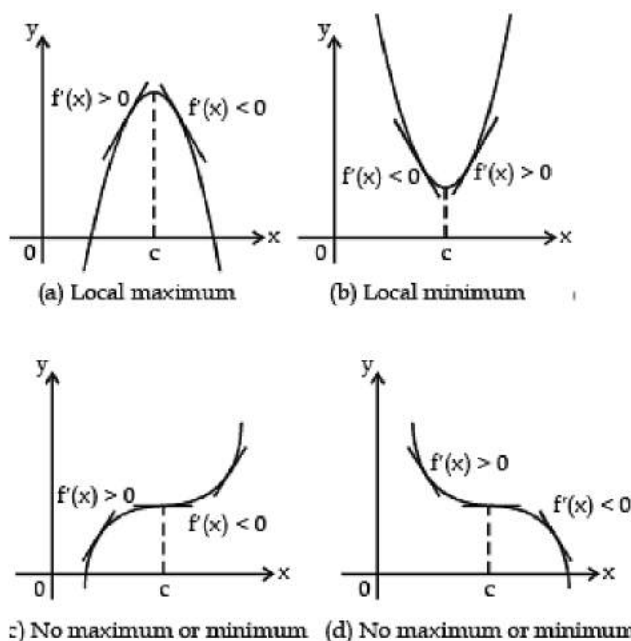 y
y
f'(x) > 0
f'(x) < 0
f'(x) < 0
f'(x) > 0
0
c
x
0
c
x
(a) Local maximum
(b) Local minimum
y
y
f'(x) > 0
f'(x) < 0
f'(x) > 0
f'(x) < 0
0
c
x
0
c
x
c) No maximum or minimum
(d) No maximum or minimum